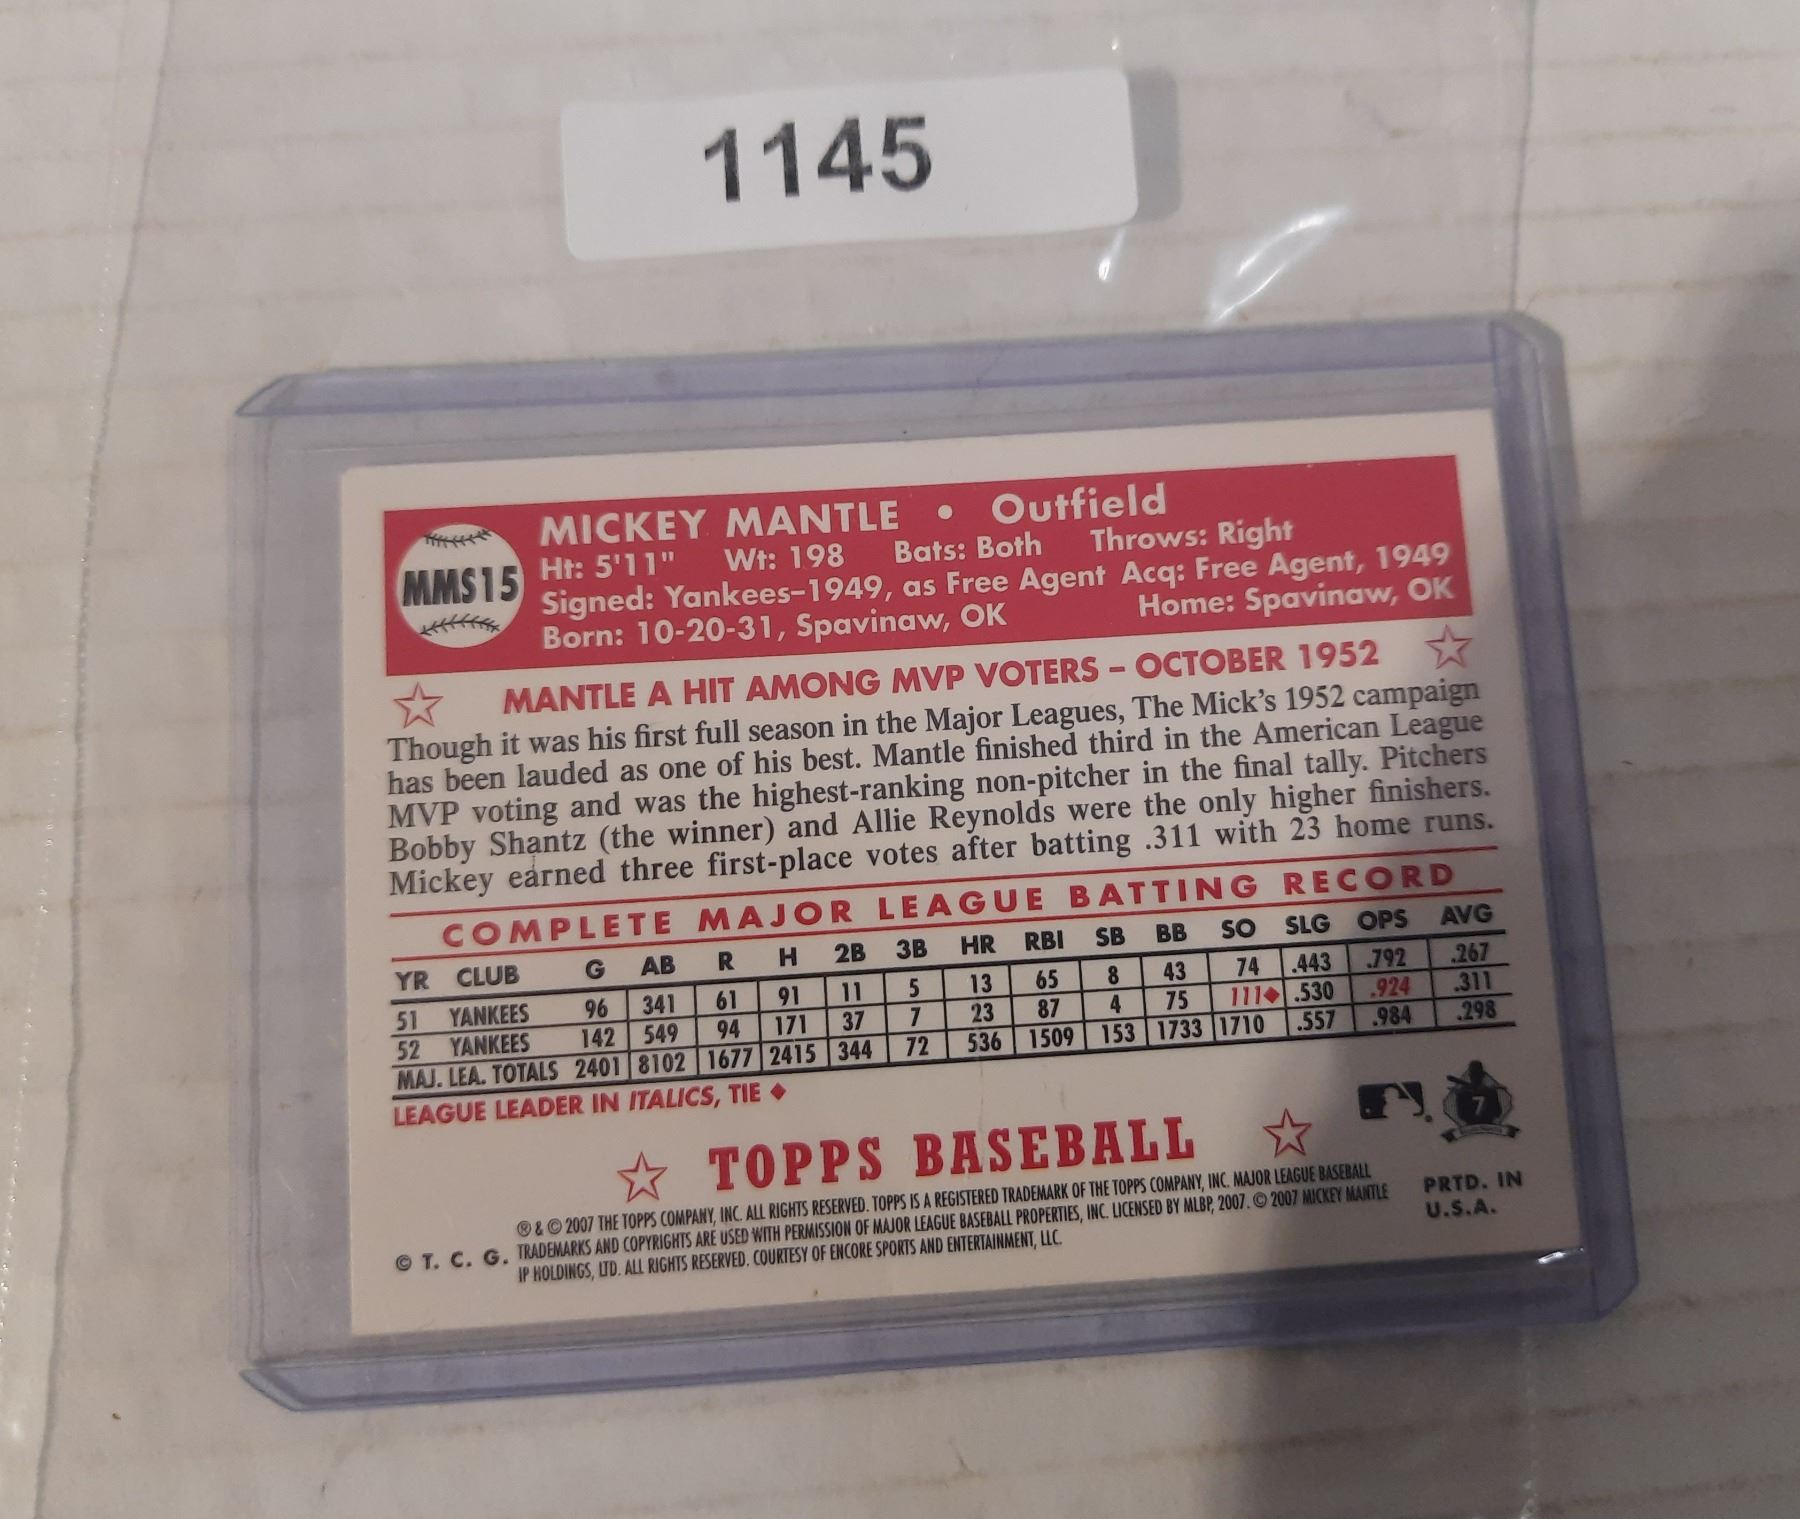 1145
MICKEY MANTLE • Outfield
MMS15
Ht: 5'11" Wt: 198 Bats: Both Throws: Right
Signed: Yankees-1949, as Free Agent Acq: Free Agent, 1949
Born: 10-20-31, Spavinaw, OK Home: Spavinaw, OK
MANTLE A HIT AMONG MVP VOTERS – OCTOBER 1952
Though it was his first full season in the Major Leagues, The Mick's 1952 campaign
has been lauded as one of his best. Mantle finished third in the American League
MVP voting and was the highest-ranking non-pitcher in the final tally. Pitchers
Bobby Shantz (the winner) and Allie Reynolds were the only higher finishers.
Mickey earned three first-place votes after batting .311 with 23 home runs.
COMPLETE MAJOR LEAGUE BATTING RECORD
YR CLUB G AB R H 2B 3B HR RBI SB BB SO SLG OPS AVG
51 YANKEES 96 341 61 91 11 5 13 65 8 43 74 .443 .792 .267
52 YANKEES 142 549 94 171 37 7 23 87 4 75 111♦ .530 .924 .311
MAJ. LEA. TOTALS 2401 8102 1677 2415 344 72 536 1509 153 1733 1710 .557 .984 .298
LEAGUE LEADER IN ITALICS, TIE ♦
7
TOPPS BASEBALL
® & © 2007 THE TOPPS COMPANY, INC. ALL RIGHTS RESERVED. TOPPS IS A REGISTERED TRADEMARK OF THE TOPPS COMPANY, INC. MAJOR LEAGUE BASEBALL
TRADEMARKS AND COPYRIGHTS ARE USED WITH PERMISSION OF MAJOR LEAGUE BASEBALL PROPERTIES, INC. LICENSED BY MLBP, 2007. © 2007 MICKEY MANTLE
IP HOLDINGS, LTD. ALL RIGHTS RESERVED. COURTESY OF ENCORE SPORTS AND ENTERTAINMENT, LLC.
© T. C. G.
PRTD. IN
U.S.A.